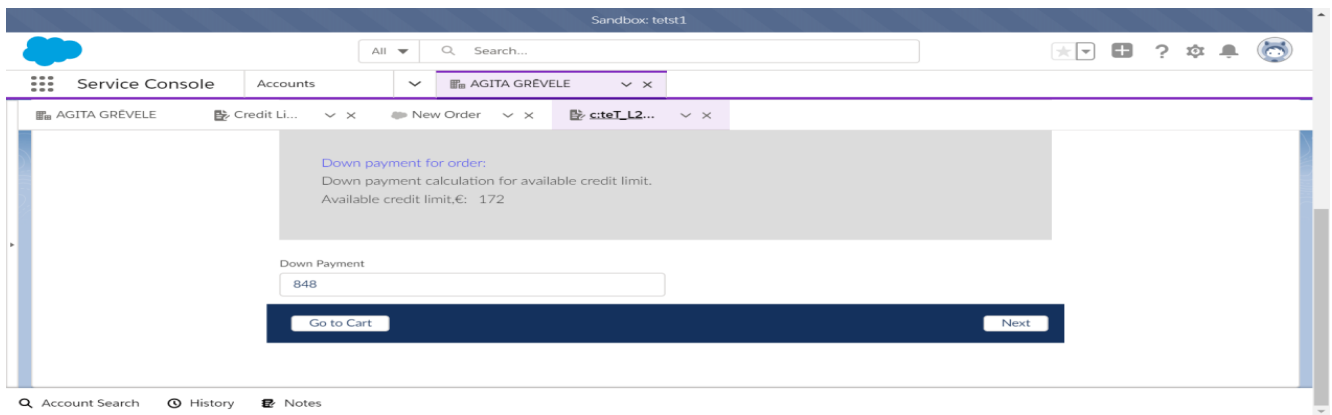 Sandbox: tetst1
All Search...
Service Console Accounts AGITA GRĒVELE
AGITA GRĒVELE Credit Li... New Order c:teT_L2...
Down payment for order:
Down payment calculation for available credit limit.
Available credit limit,€: 172
Down Payment
848
Go to Cart Next
Account Search History Notes